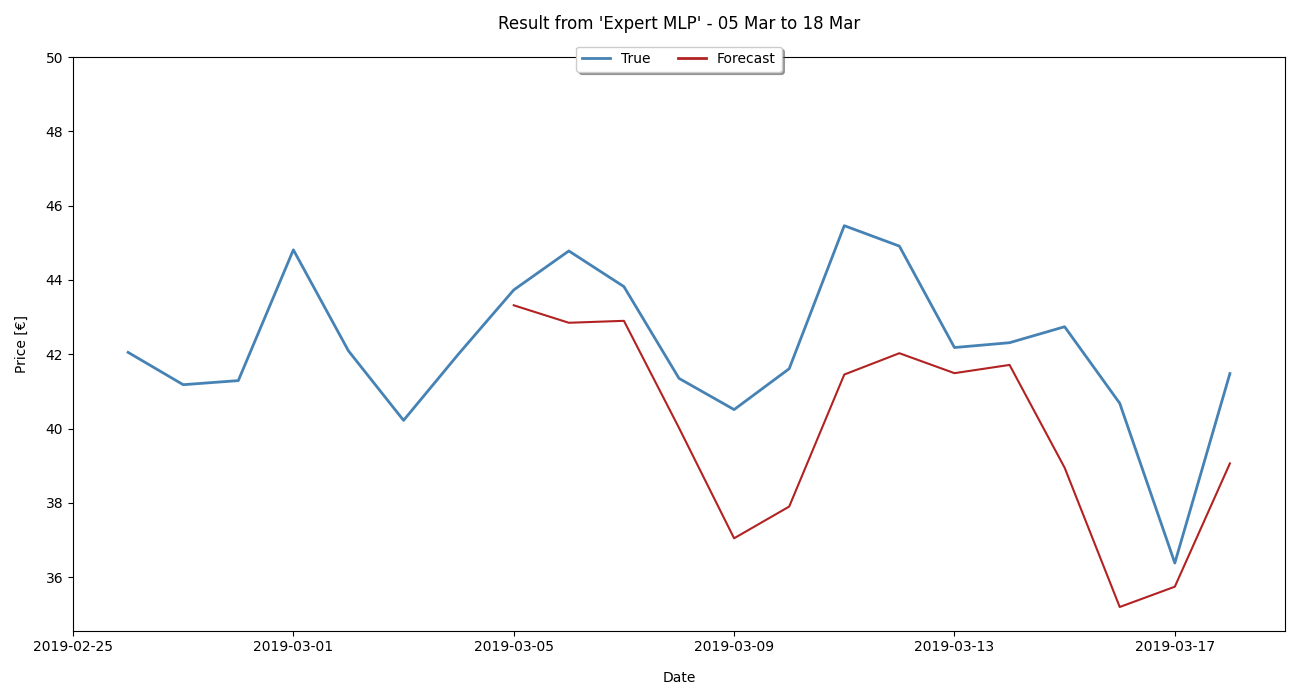 Result from 'Expert MLP' - 05 Mar to 18 Mar
True Forecast
50
48
46
44
42
40
38
36
Price [€]
2019-02-25 2019-03-01 2019-03-05 2019-03-09 2019-03-13 2019-03-17
Date